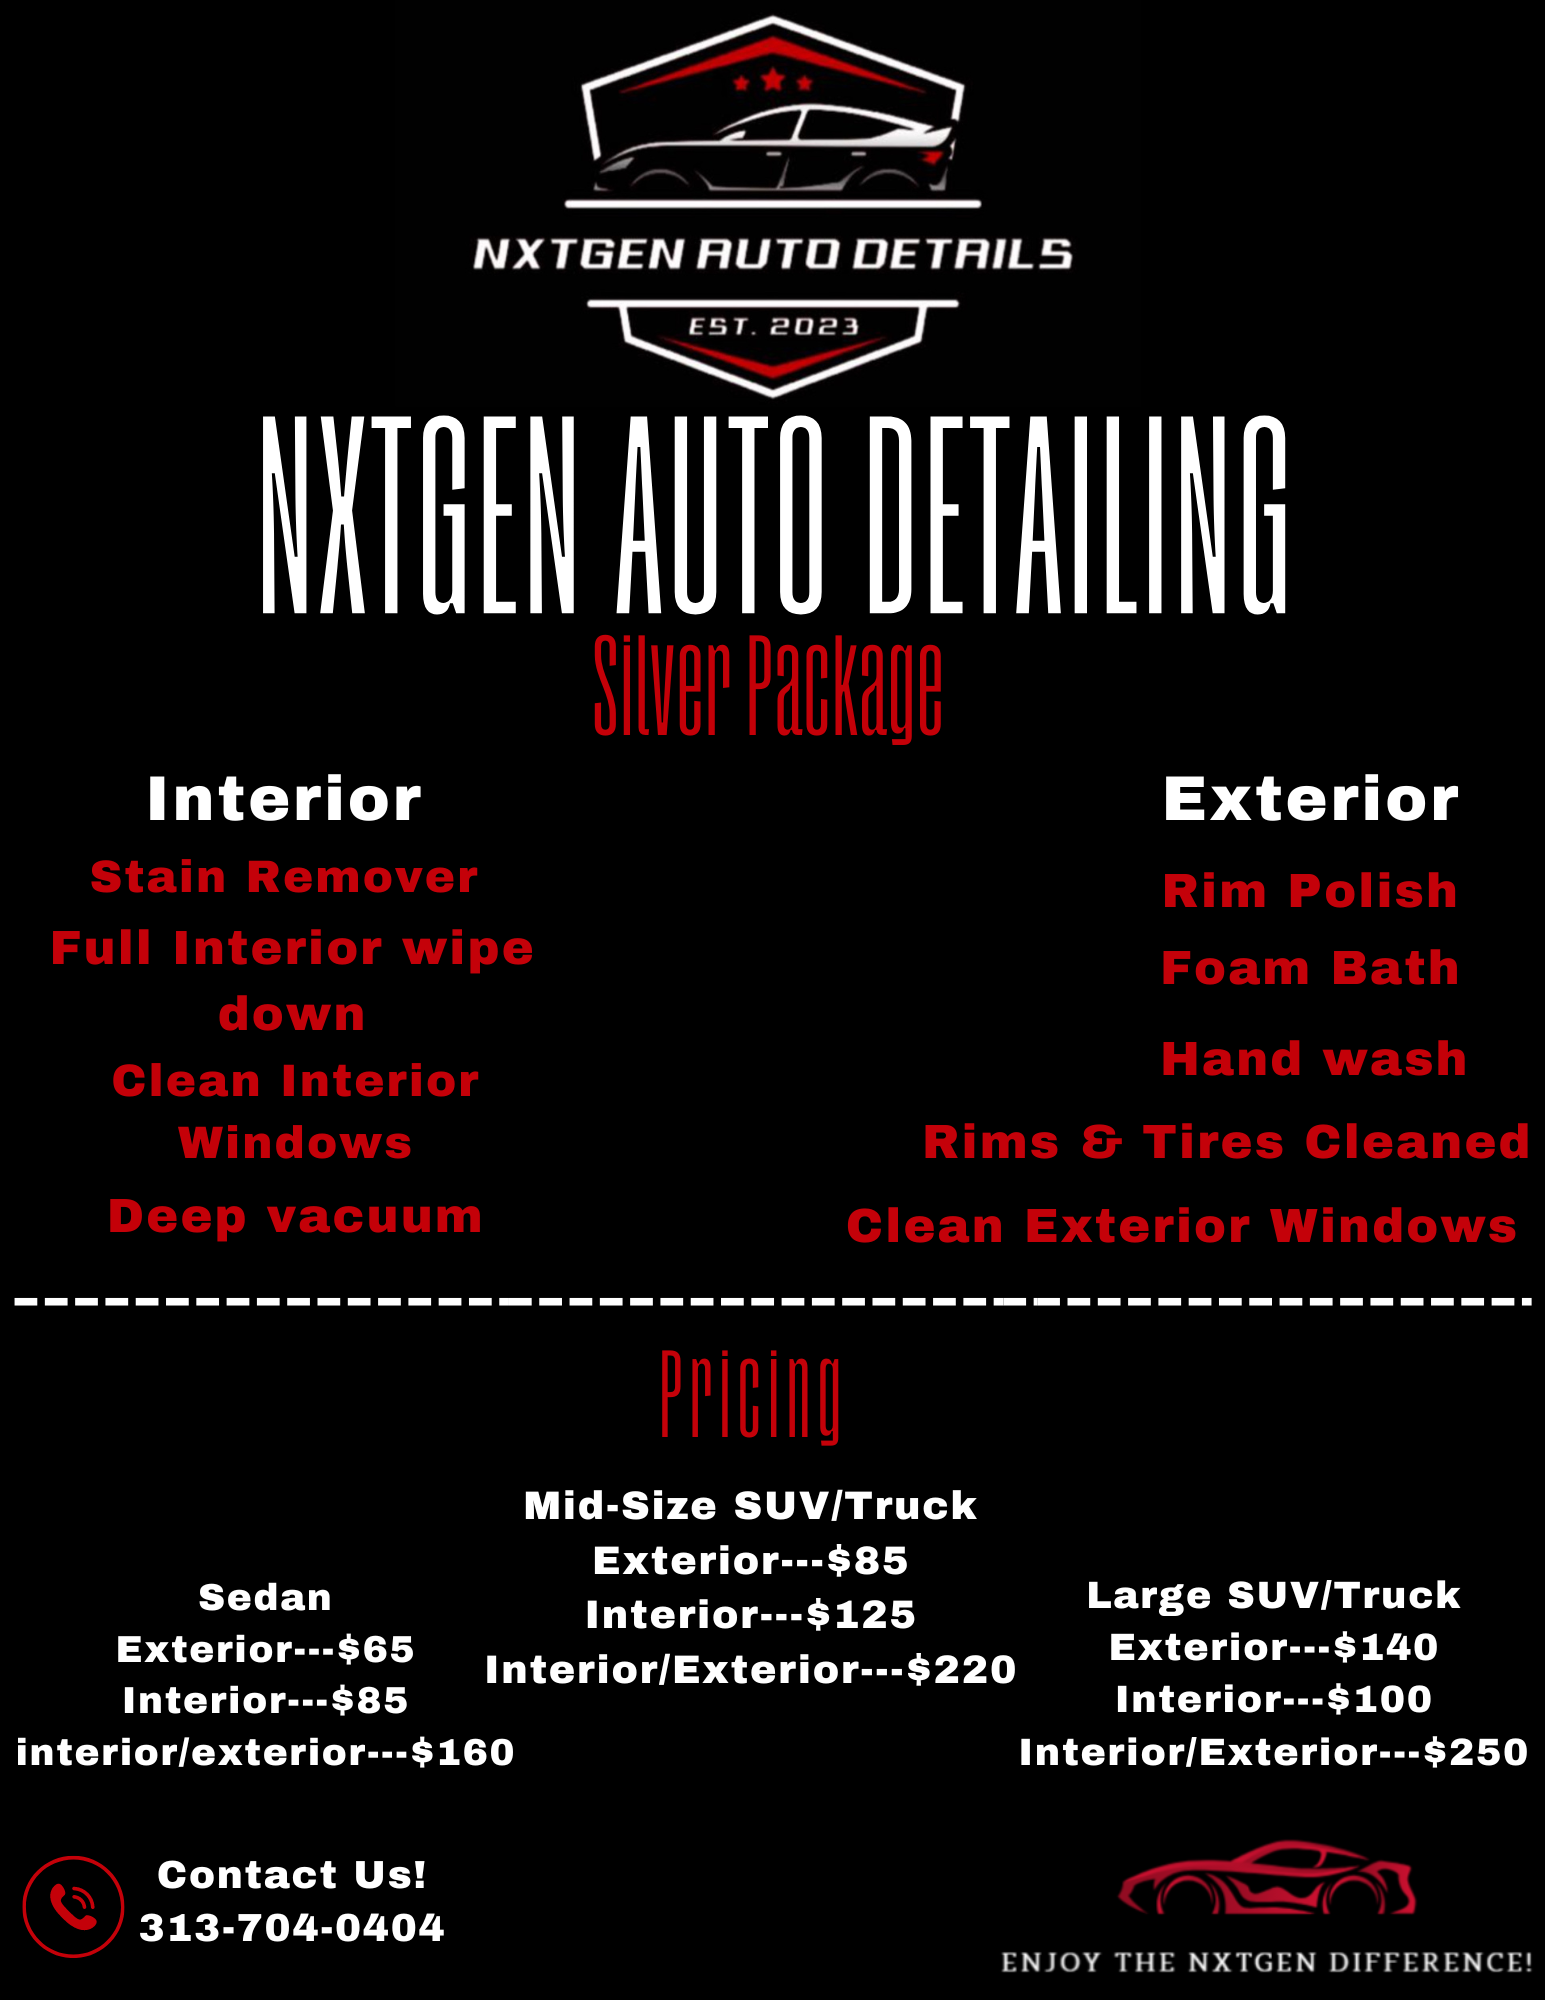 NXTGEN AUTO DETAILS
EST. 2023
NXTGEN AUTO DETAILING
Silver Package
Interior
Stain Remover
Full Interior wipe
down
Clean Interior
Windows
Deep vacuum
Exterior
Rim Polish
Foam Bath
Hand wash
Rims & Tires Cleaned
Clean Exterior Windows
Pricing
Sedan
Exterior---$65
Interior---$85
interior/exterior---$160
Mid-Size SUV/Truck
Exterior---$85
Interior---$125
Interior/Exterior---$220
Large SUV/Truck
Exterior---$140
Interior---$100
Interior/Exterior---$250
Contact Us!
313-704-0404
ENJOY THE NXTGEN DIFFERENCE!